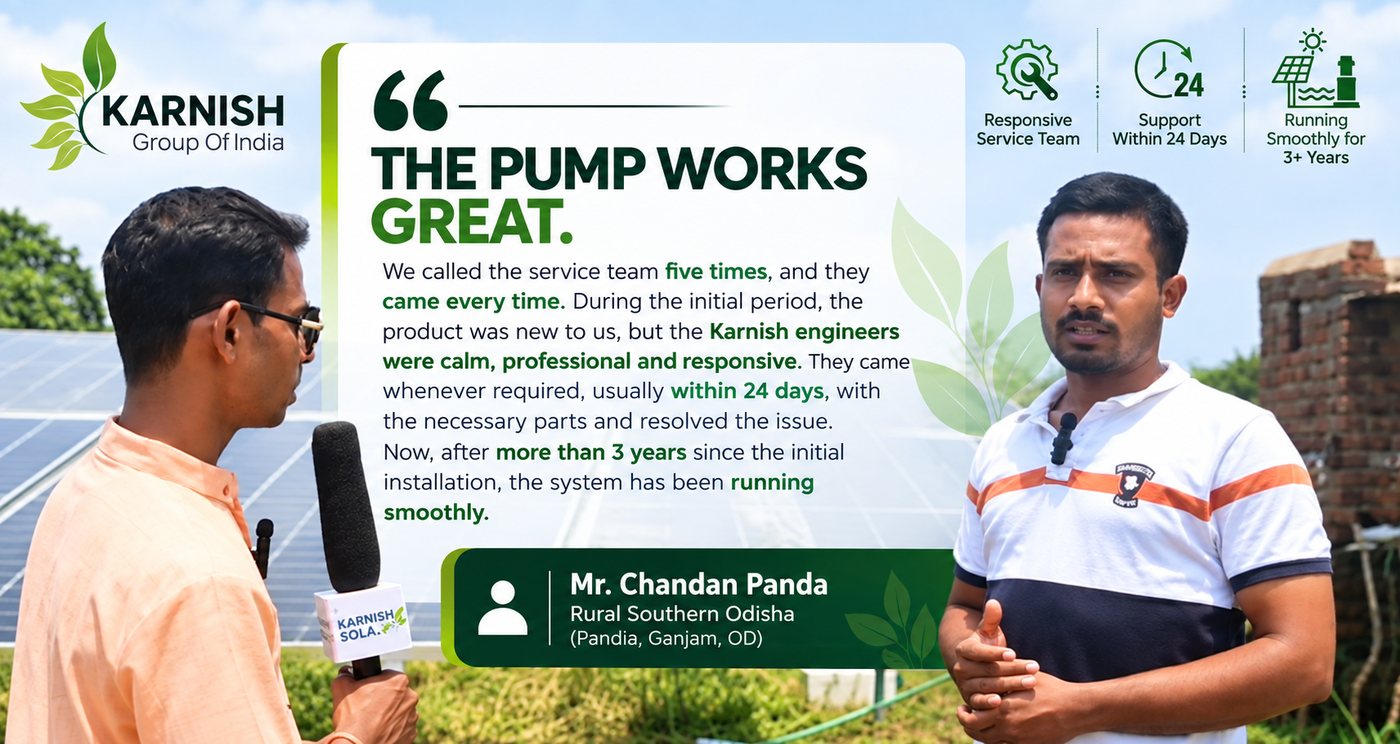 KARNISH
Group Of India
THE PUMP WORKS
GREAT.
We called the service team five times, and they
came every time. During the initial period, the
product was new to us, but the Karnish engineers
were calm, professional and responsive. They came
whenever required, usually within 24 days, with
the necessary parts and resolved the issue.
Now, after more than 3 years since the initial
installation, the system has been running
smoothly.
Mr. Chandan Panda
Rural Southern Odisha
(Pandia, Ganjam, OD)
Responsive
Service Team
24
Support
Within 24 Days
Running
Smoothly for
3+ Years
KARNISH
SOLA.